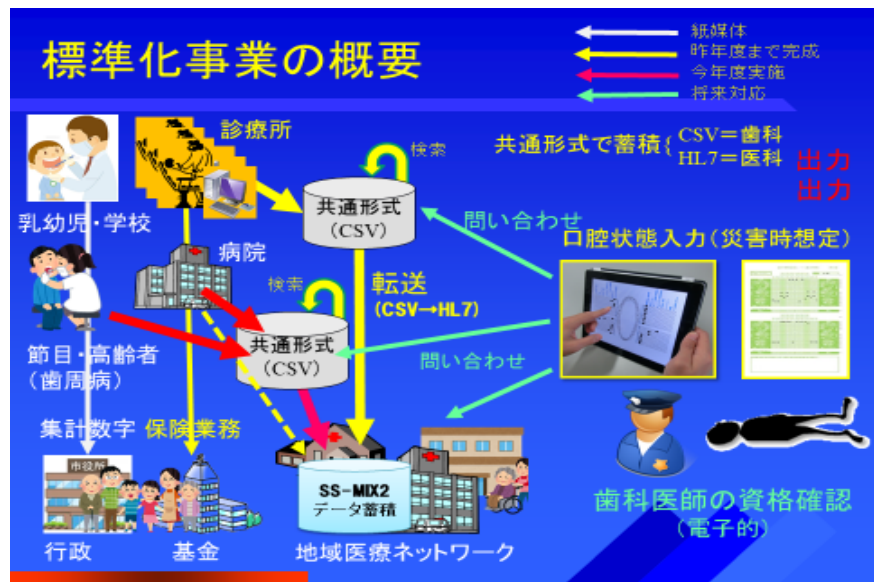 標準化事業の概要
紙媒体
昨年度まで完成
今年度実施
将来対応
診療所
検索
共通形式で蓄積{
CSV=歯科
HL7=医科
出力
出力
共通形式
(CSV)
乳幼児・学校
問い合わせ
口腔状態入力(災害時想定)
病院
検索
転送
(CSV→HL7)
共通形式
(CSV)
節目・高齢者
(歯周病)
問い合わせ
集計数字
保険業務
市役所
SS-MIX2
データ蓄積
歯科医師の資格確認
(電子的)
行政
基金
地域医療ネットワーク